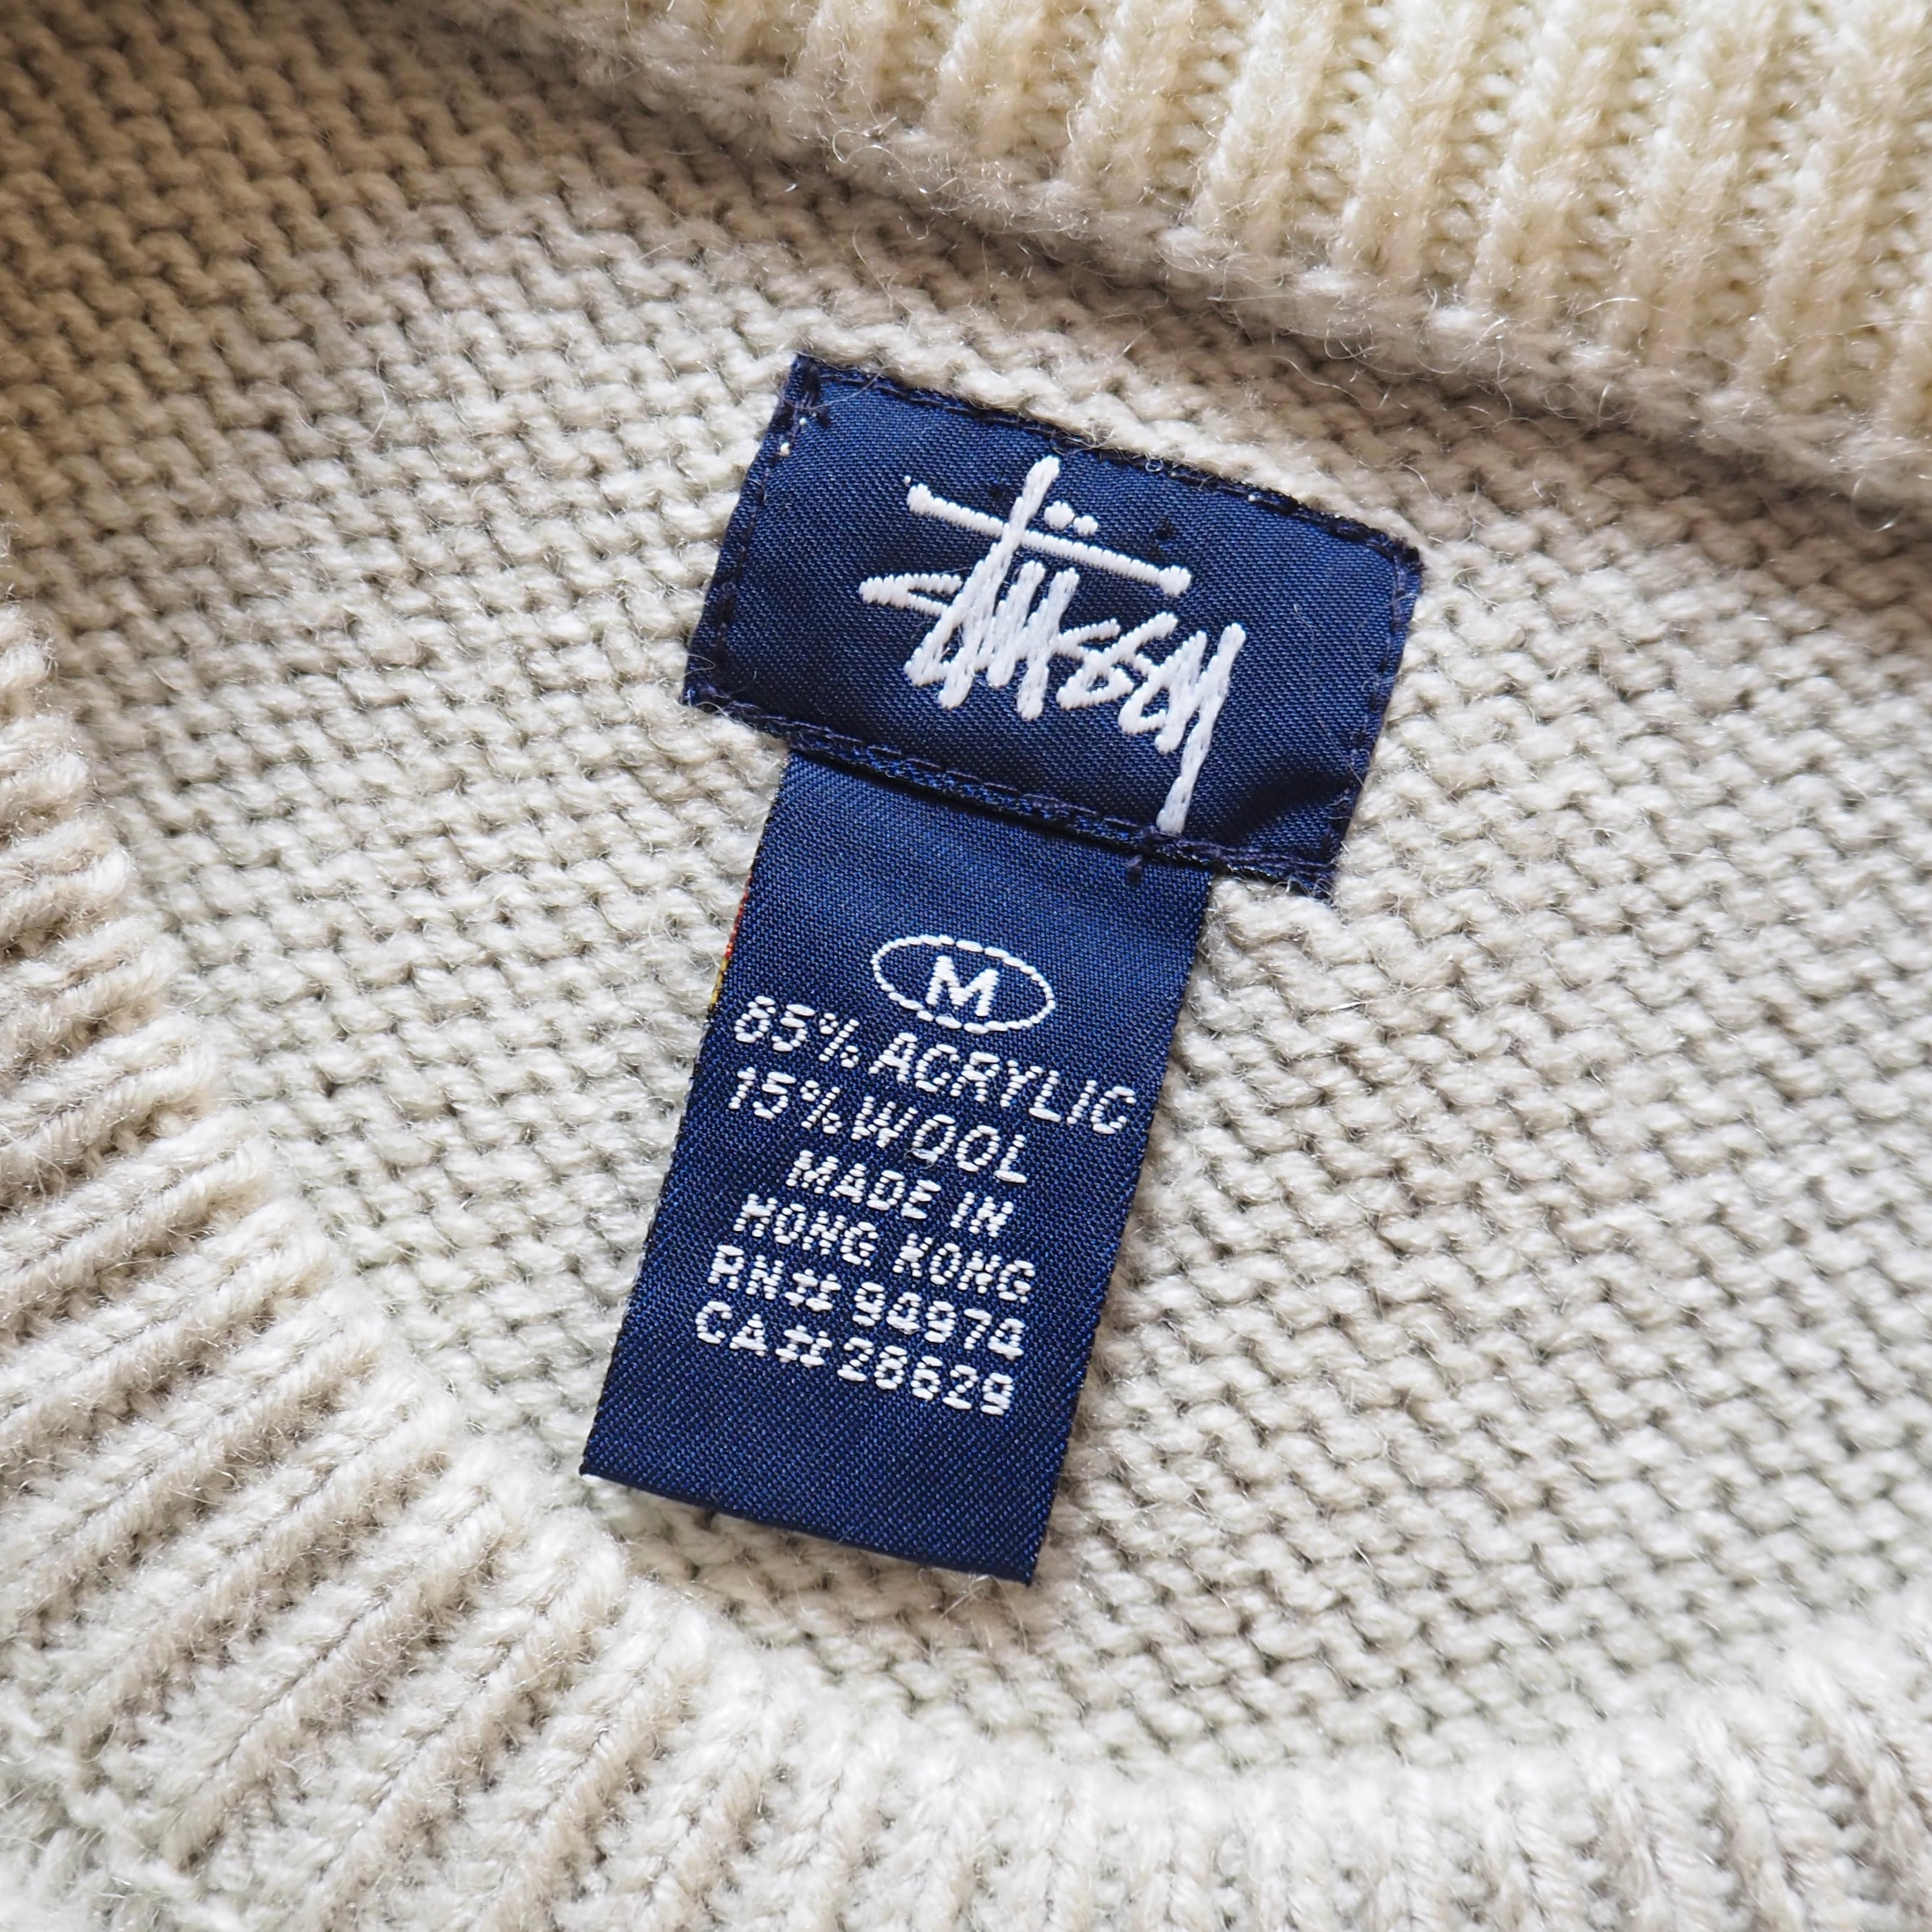 Stüssy
M
85% ACRYLIC
15% WOOL
MADE IN
HONG KONG
RN# 94974
CA# 28629